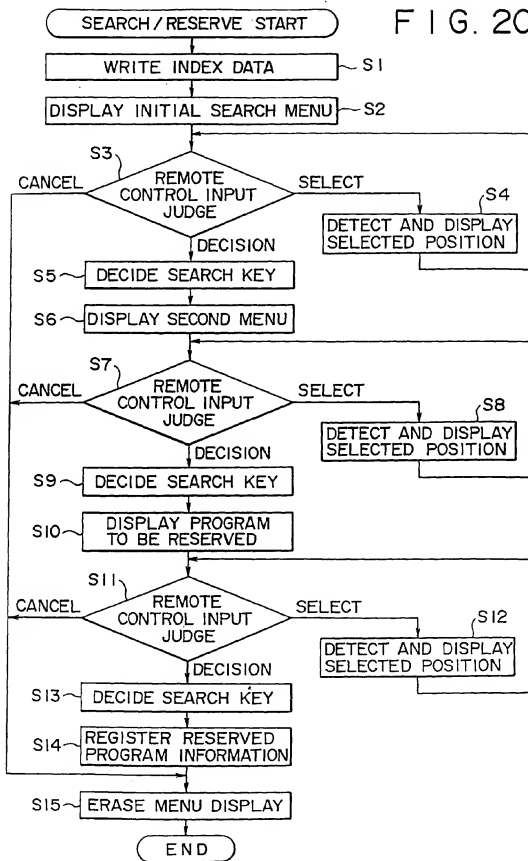 SEARCH/RESERVE START
FIG. 20
WRITE INDEX DATA
S1
DISPLAY INITIAL SEARCH MENU
S2
S3
CANCEL
REMOTE
CONTROL INPUT
JUDGE
SELECT
S4
DETECT AND DISPLAY
SELECTED POSITION
DECISION
S5
DECIDE SEARCH KEY
S6
DISPLAY SECOND MENU
S7
CANCEL
REMOTE
CONTROL INPUT
JUDGE
SELECT
S8
DETECT AND DISPLAY
SELECTED POSITION
DECISION
S9
DECIDE SEARCH KEY
S10
DISPLAY PROGRAM
TO BE RESERVED
S11
CANCEL
REMOTE
CONTROL INPUT
JUDGE
SELECT
S12
DETECT AND DISPLAY
SELECTED POSITION
DECISION
S13
DECIDE SEARCH KEY
S14
REGISTER RESERVED
PROGRAM INFORMATION
S15
ERASE MENU DISPLAY
END